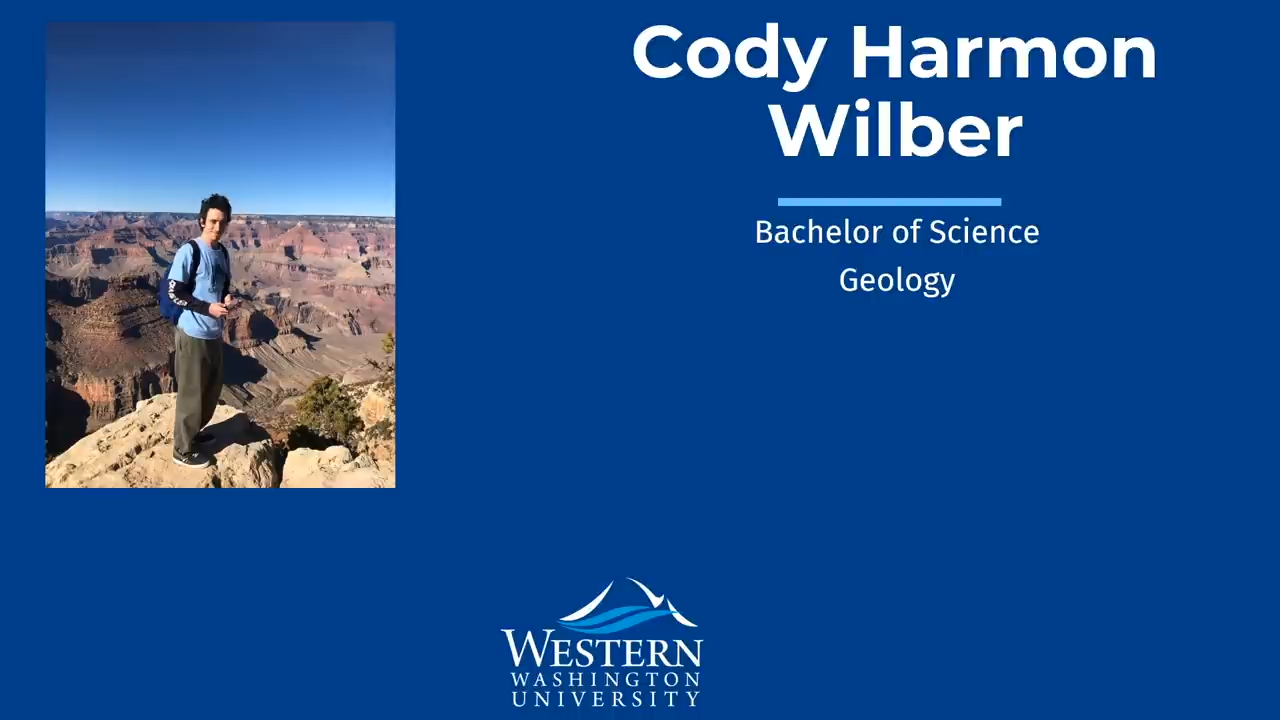 Cody Harmon
Wilber
Bachelor of Science
Geology
WESTERN
WASHINGTON
UNIVERSITY